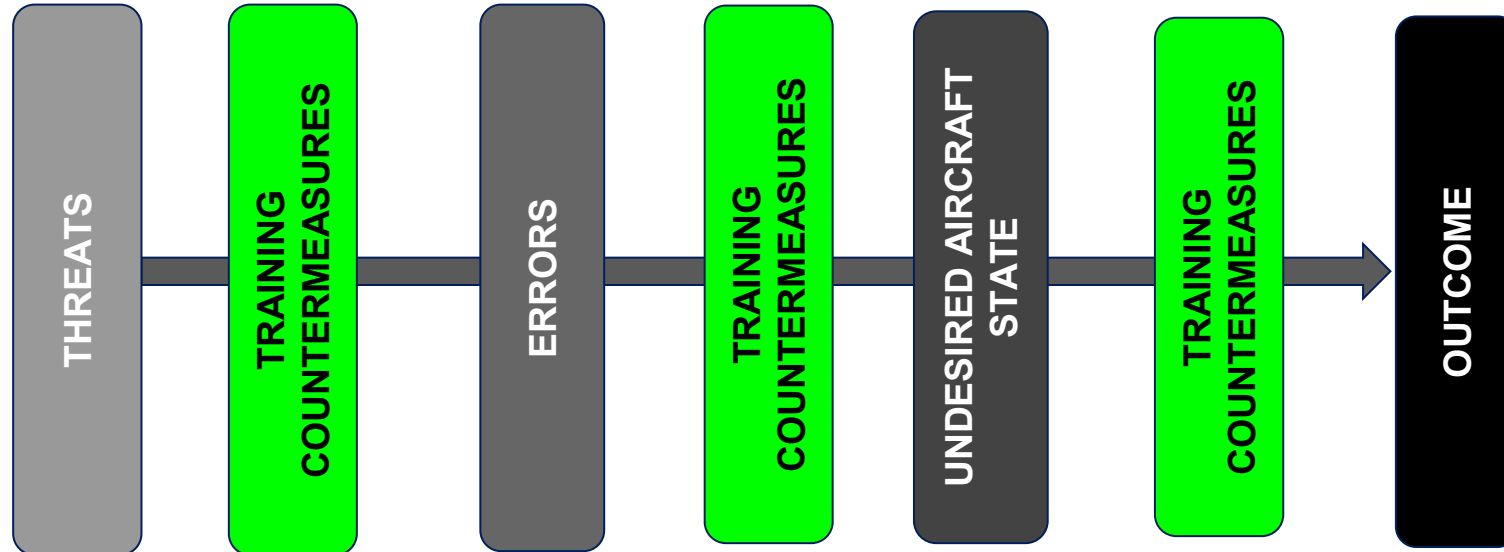 THREATS
TRAINING
COUNTERMEASURES
ERRORS
TRAINING
COUNTERMEASURES
UNDESIRED AIRCRAFT
STATE
TRAINING
COUNTERMEASURES
OUTCOME